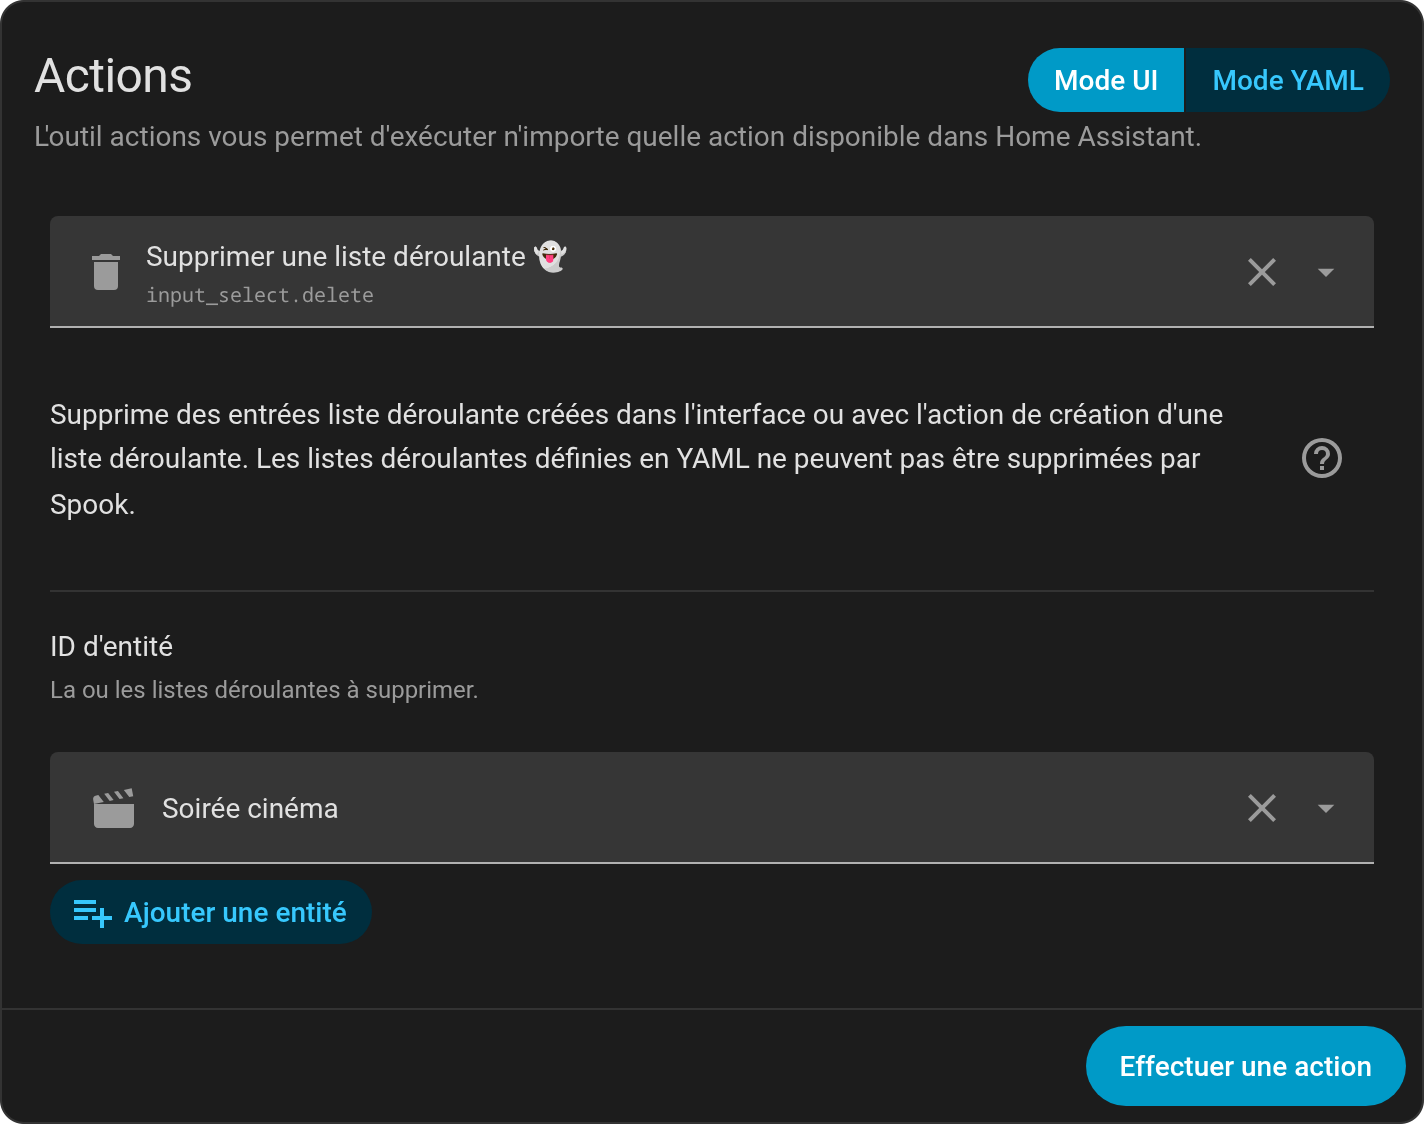 Actions
Mode UI
Mode YAML
L'outil actions vous permet d'exécuter n'importe quelle action disponible dans Home Assistant.
Supprimer une liste déroulante 👻
input_select.delete
Supprime des entrées liste déroulante créées dans l'interface ou avec l'action de création d'une
liste déroulante. Les listes déroulantes définies en YAML ne peuvent pas être supprimées par
Spook.
ID d'entité
La ou les listes déroulantes à supprimer.
Soirée cinéma
Ajouter une entité
Effectuer une action